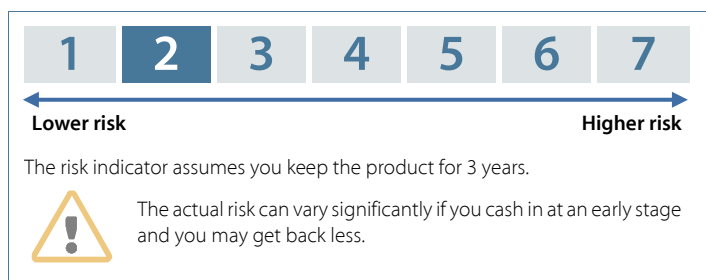 1 2 3 4 5 6 7
Lower risk Higher risk
The risk indicator assumes you keep the product for 3 years.
The actual risk can vary significantly if you cash in at an early stage
and you may get back less.